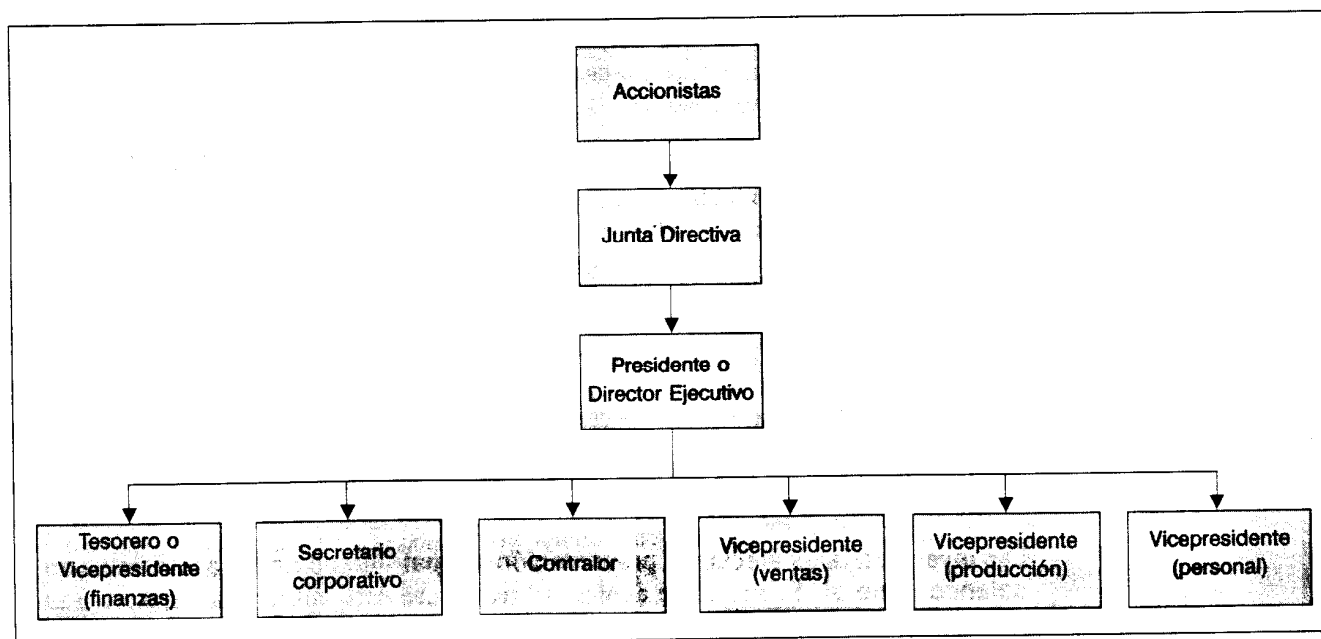 Accionistas
Junta Directiva
Presidente o
Director Ejecutivo
Tesorero o
Vicepresidente
(finanzas)
Secretario
corporativo
Contralor
Vicepresidente
(ventas)
Vicepresidente
(producción)
Vicepresidente
(personal)